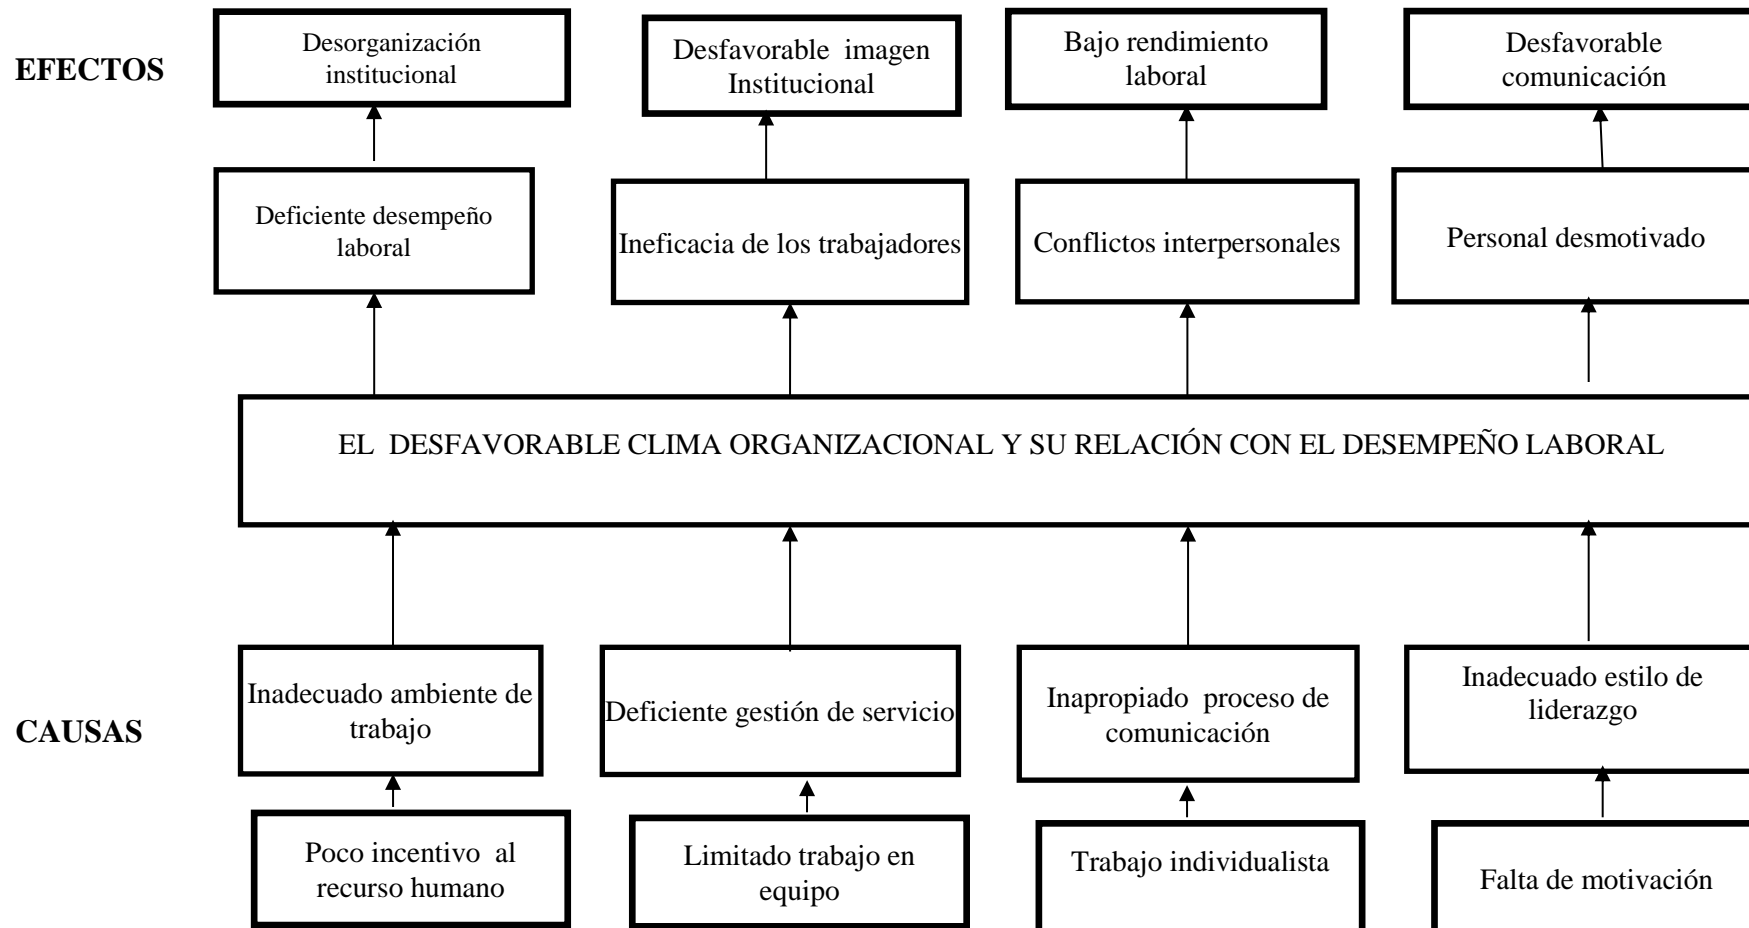 EFECTOS
Desorganización
institucional
Desfavorable imagen
Institucional
Bajo rendimiento
laboral
Desfavorable
comunicación
Deficiente desempeño
laboral
Ineficacia de los trabajadores
Conflictos interpersonales
Personal desmotivado
EL DESFAVORABLE CLIMA ORGANIZACIONAL Y SU RELACIÓN CON EL DESEMPEÑO LABORAL
CAUSAS
Inadecuado ambiente de
trabajo
Deficiente gestión de servicio
Inapropiado proceso de
comunicación
Inadecuado estilo de
liderazgo
Poco incentivo al
recurso humano
Limitado trabajo en
equipo
Trabajo individualista
Falta de motivación